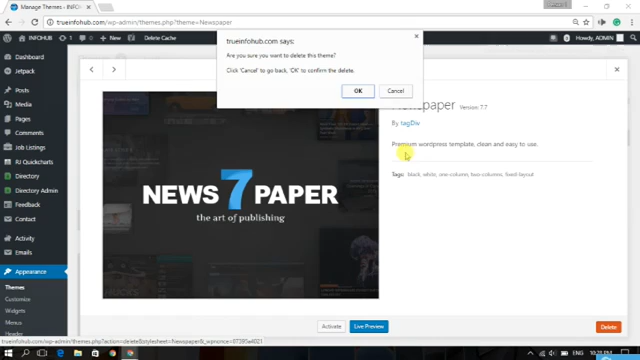 Manage Themes ‹
trueinfohub.com/wp-admin/themes.php?theme=Newspaper
INFOHUB
New
Delete Cache
Howdy, ADMIN
trueinfohub.com says:
Are you sure you want to delete this theme?
Click 'Cancel' to go back, 'OK' to confirm the delete.
OK
Cancel
Dashboard
Jetpack
Posts
Media
Pages
Comments
Job Listings
RJ Quickcharts
Directory
Directory Admin
Feedback
Contact
Activity
Emails
Appearance
Themes
Customize
Widgets
Menus
Header
NEWS 7 PAPER
the art of publishing
Newspaper Version: 7.7
By tagDiv
Premium wordpress template, clean and easy to use.
Tags: black, white, one-column, two-columns, fixed-layout
Activate
Live Preview
Delete
trueinfohub.com/wp-admin/themes.php?action=delete&stylesheet=Newspaper&_wpnonce=07395a4021
ENG